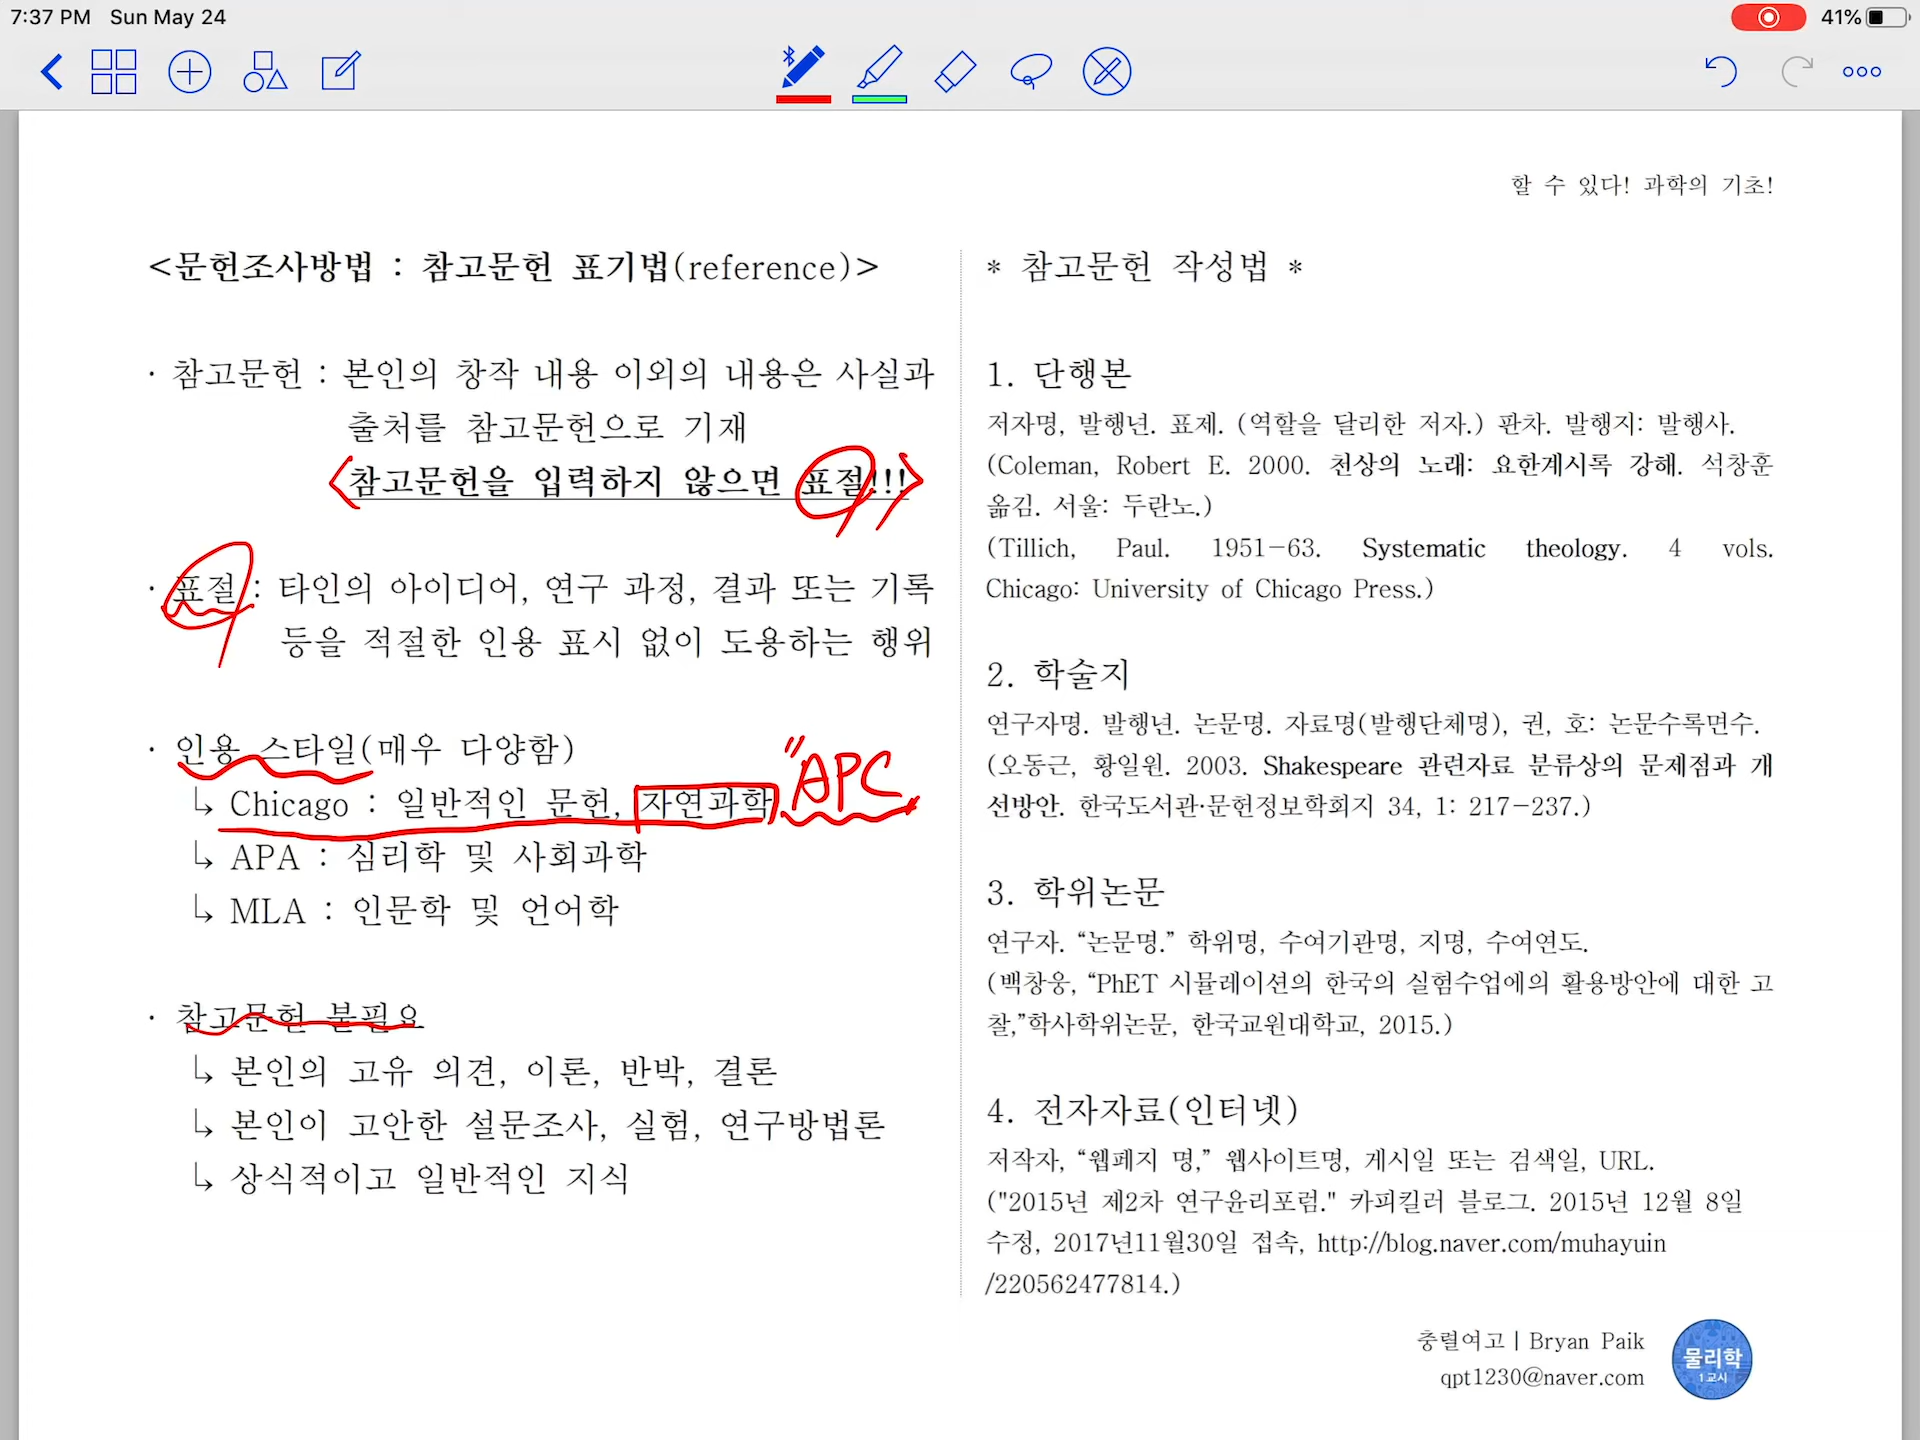 7:37 PM Sun May 24
41%
할 수 있다! 과학의 기초!
<문헌조사방법 : 참고문헌 표기법(reference)>
· 참고문헌 : 본인의 창작 내용 이외의 내용은 사실과
출처를 참고문헌으로 기재
<참고문헌을 입력하지 않으면 표절!!!>
· 표절 : 타인의 아이디어, 연구 과정, 결과 또는 기록
등을 적절한 인용 표시 없이 도용하는 행위
· 인용 스타일(매우 다양함)
"APC
↳ Chicago : 일반적인 문헌, 자연과학
↳ APA : 심리학 및 사회과학
↳ MLA : 인문학 및 언어학
· 참고문헌 불필요
↳ 본인의 고유 의견, 이론, 반박, 결론
↳ 본인이 고안한 설문조사, 실험, 연구방법론
↳ 상식적이고 일반적인 지식
* 참고문헌 작성법 *
1. 단행본
저자명, 발행년. 표제. (역할을 달리한 저자.) 판차. 발행지: 발행사.
(Coleman, Robert E. 2000. 천상의 노래: 요한계시록 강해. 석창훈
옮김. 서울: 두란노.)
(Tillich, Paul. 1951-63. Systematic theology. 4 vols.
Chicago: University of Chicago Press.)
2. 학술지
연구자명. 발행년. 논문명. 자료명(발행단체명), 권, 호: 논문수록면수.
(오동근, 황일원. 2003. Shakespeare 관련자료 분류상의 문제점과 개
선방안. 한국도서관·문헌정보학회지 34, 1: 217-237.)
3. 학위논문
연구자. “논문명.” 학위명, 수여기관명, 지명, 수여연도.
(백창웅, “PhET 시뮬레이션의 한국의 실험수업에의 활용방안에 대한 고
찰,”학사학위논문, 한국교원대학교, 2015.)
4. 전자자료(인터넷)
저작자, “웹페지 명,” 웹사이트명, 게시일 또는 검색일, URL.
("2015년 제2차 연구윤리포럼." 카피킬러 블로그. 2015년 12월 8일
수정, 2017년11월30일 접속, http://blog.naver.com/muhayuin
/220562477814.)
충렬여고 | Bryan Paik
qpt1230@naver.com
물리학
1교시